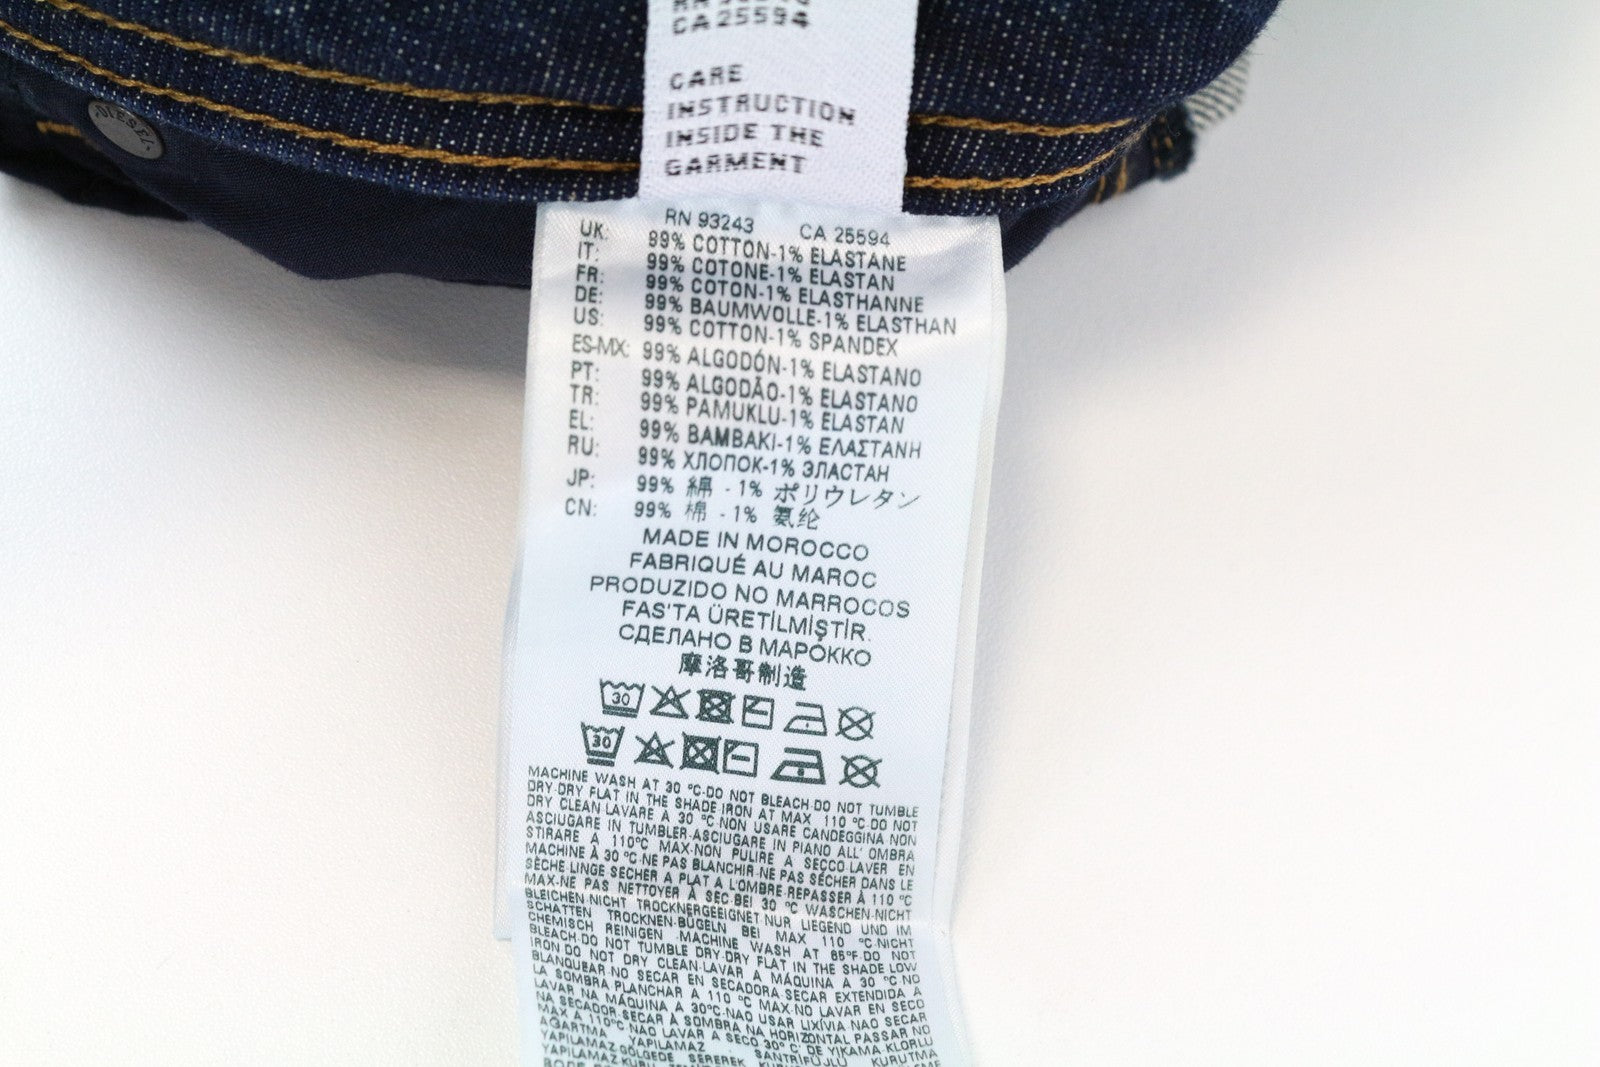 CA 25594
CARE
INSTRUCTION
INSIDE THE
GARMENT
DIESEL
RN 93243 CA 25594
UK: 99% COTTON-1% ELASTANE
IT: 99% COTONE-1% ELASTAN
FR: 99% COTON-1% ELASTHANNE
DE: 99% BAUMWOLLE-1% ELASTHAN
US: 99% COTTON-1% SPANDEX
ES-MX: 99% ALGODÓN-1% ELASTANO
PT: 99% ALGODÃO-1% ELASTANO
TR: 99% PAMUKLU-1% ELASTAN
EL: 99% BAMBAKI-1% ΕΛΑΣΤΑΝΗ
RU: 99% ХЛОПОК-1% ЭЛАСТАН
JP: 99% 綿 - 1% ポリウレタン
CN: 99% 棉 - 1% 氨纶
MADE IN MOROCCO
FABRIQUÉ AU MAROC
PRODUZIDO NO MARROCOS
FAS'TA ÜRETİLMİŞTİR.
СДЕЛАНО В МАРОККО
摩洛哥制造
30
30
MACHINE WASH AT 30 °C-DO NOT BLEACH-DO NOT TUMBLE
DRY-DRY FLAT IN THE SHADE-IRON AT MAX 110 °C-DO NOT
DRY CLEAN-LAVARE A 30 °C-NON USARE CANDEGGINA-NON
ASCIUGARE IN TUMBLER-ASCIUGARE IN PIANO ALL' OMBRA
STIRARE A 110°C MAX-NON PULIRE A SECCO-LAVER EN
MACHINE À 30 °C-NE PAS BLANCHIR-NE PAS SÉCHER DANS LE
SÈCHE-LINGE-SÉCHER A PLAT A L'OMBRE-REPASSER À 110 °C
MAX-NE PAS NETTOYER À SEC-BEI 30 °C WASCHEN-NICHT
BLEICHEN-NICHT TROCKNERGEEIGNET-NUR LIEGEND UND IM
SCHATTEN TROCKNEN-BÜGELN BEI MAX 110 °C-NICHT
CHEMISCH REINIGEN MACHINE WASH AT 85°F-DO NOT
BLEACH-DO NOT TUMBLE DRY-DRY FLAT IN THE SHADE-LOW
IRON-DO NOT DRY CLEAN-LAVAR A MÁQUINA A 30 °C-NO
BLANQUEAR-NO SECAR EN SECADORA-SECAR EXTENDIDA A
LA SOMBRA-PLANCHAR A 110 °C MAX-NO LAVAR EN SECO
LAVAR NA MÁQUINA A 30°C-NÃO USAR LIXÍVIA-NÃO SECAR
NA SECADOR-SECAR À SOMBRA NA HORIZONTAL-PASSAR NO
MAX A 110°C-NÃO LAVAR A SECO 30° C' DE YIKAMA-KLORLU
AĞARTMA YAPILAMAZ SANTRİFÜJLÜ KURUTMA
YAPILAMAZ-GÖLGEDE SEREREK
YAPILAMAZ-KURU